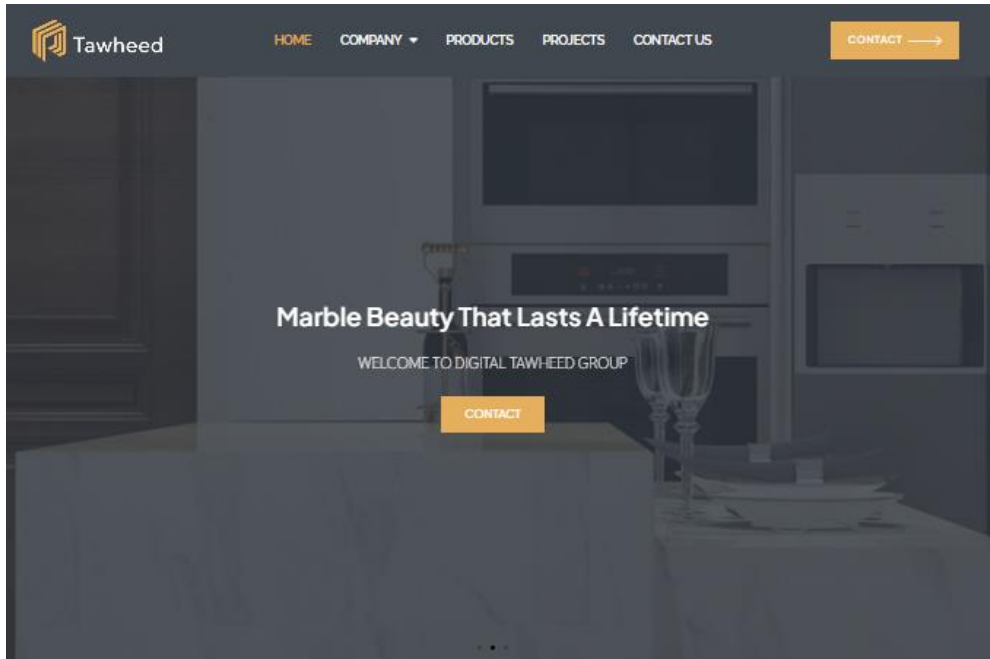 Tawheed
HOME COMPANY PRODUCTS PROJECTS CONTACT US
CONTACT
Marble Beauty That Lasts A Lifetime
WELCOME TO DIGITAL TAWHEED GROUP
CONTACT